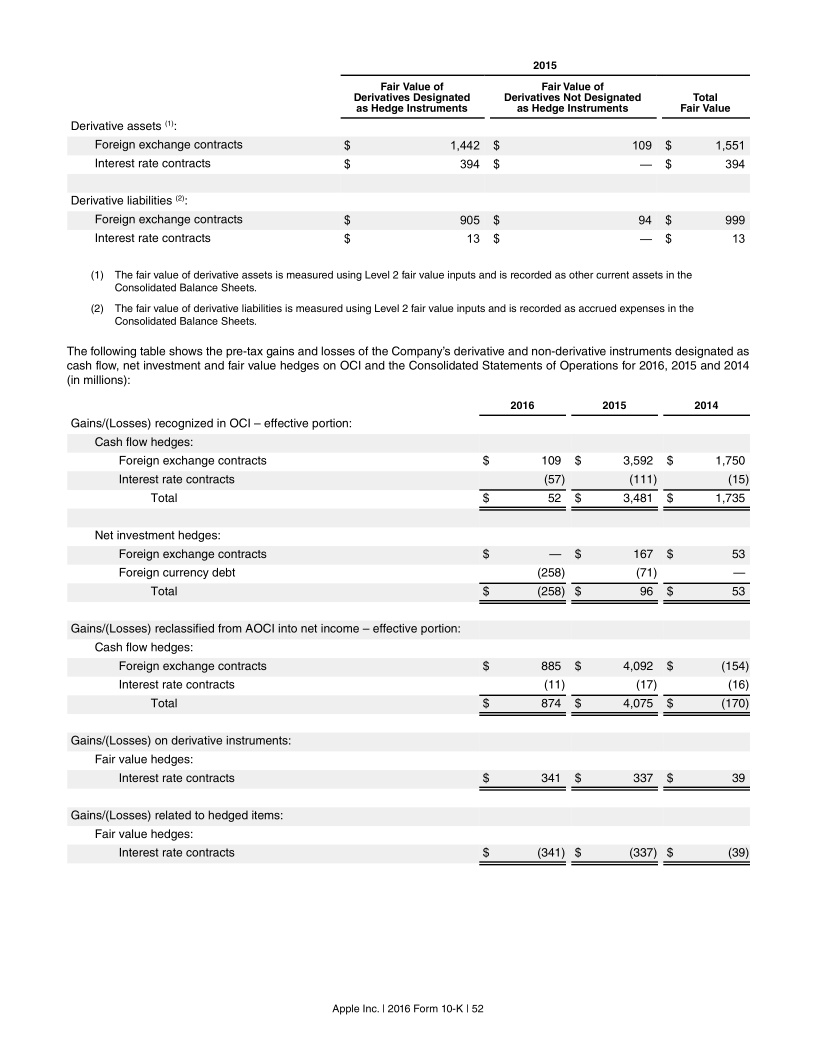 2015
Fair Value of Derivatives Designated as Hedge Instruments Fair Value of Derivatives Not Designated as Hedge Instruments Total Fair Value
Derivative assets (1):
Foreign exchange contracts $ 1,442 $ 109 $ 1,551
Interest rate contracts $ 394 $ — $ 394
Derivative liabilities (2):
Foreign exchange contracts $ 905 $ 94 $ 999
Interest rate contracts $ 13 $ — $ 13
(1) The fair value of derivative assets is measured using Level 2 fair value inputs and is recorded as other current assets in the
Consolidated Balance Sheets.
(2) The fair value of derivative liabilities is measured using Level 2 fair value inputs and is recorded as accrued expenses in the
Consolidated Balance Sheets.
The following table shows the pre-tax gains and losses of the Company's derivative and non-derivative instruments designated as
cash flow, net investment and fair value hedges on OCI and the Consolidated Statements of Operations for 2016, 2015 and 2014
(in millions):
2016 2015 2014
Gains/(Losses) recognized in OCI – effective portion:
Cash flow hedges:
Foreign exchange contracts $ 109 $ 3,592 $ 1,750
Interest rate contracts (57) (111) (15)
Total $ 52 $ 3,481 $ 1,735
Net investment hedges:
Foreign exchange contracts $ — $ 167 $ 53
Foreign currency debt (258) (71) —
Total $ (258) $ 96 $ 53
Gains/(Losses) reclassified from AOCI into net income – effective portion:
Cash flow hedges:
Foreign exchange contracts $ 885 $ 4,092 $ (154)
Interest rate contracts (11) (17) (16)
Total $ 874 $ 4,075 $ (170)
Gains/(Losses) on derivative instruments:
Fair value hedges:
Interest rate contracts $ 341 $ 337 $ 39
Gains/(Losses) related to hedged items:
Fair value hedges:
Interest rate contracts $ (341) $ (337) $ (39)
Apple Inc. | 2016 Form 10-K | 52